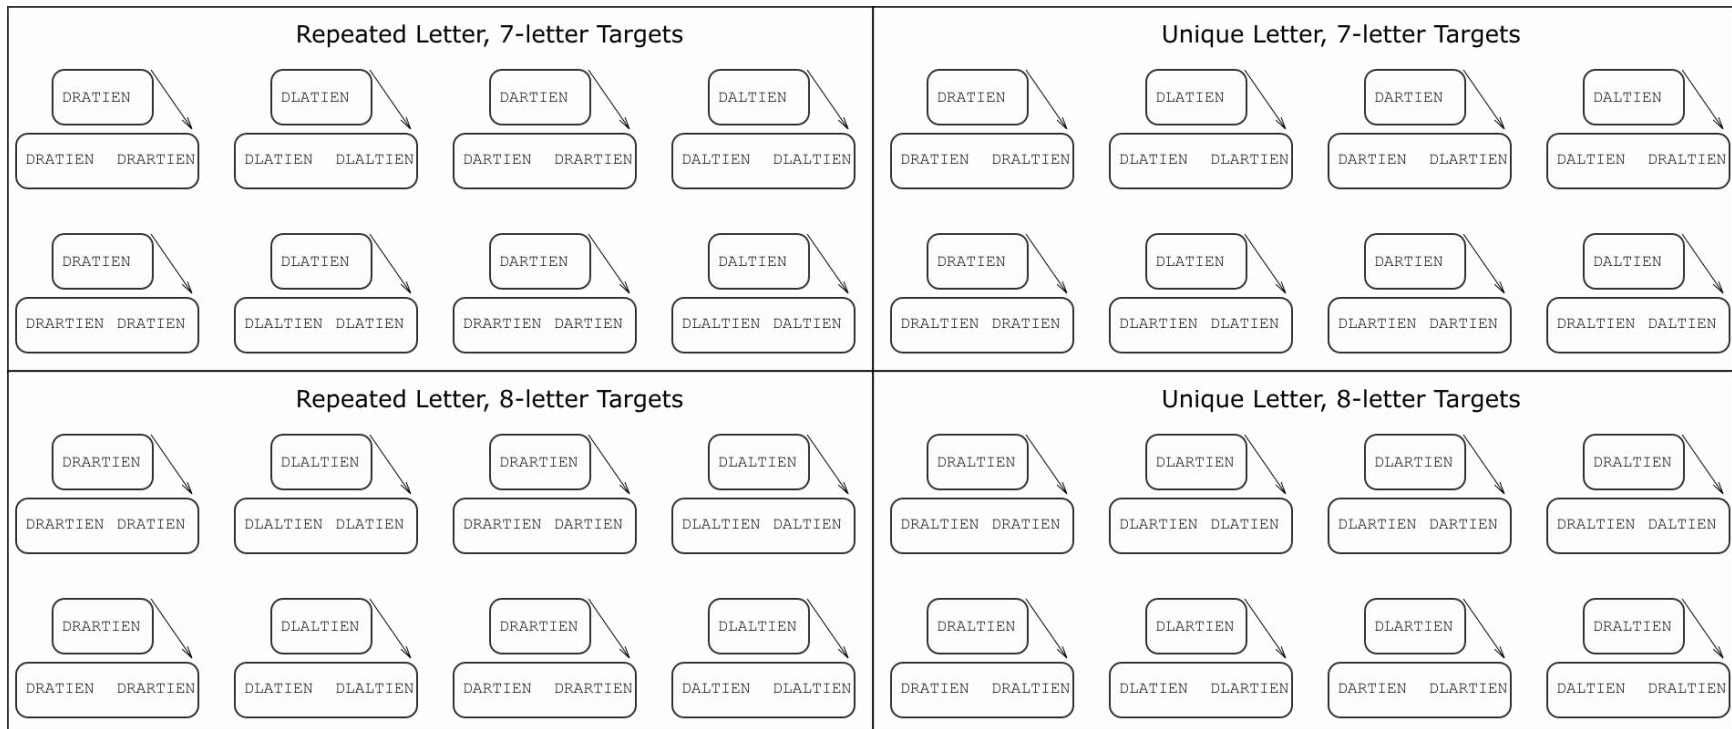 Repeated Letter, 7-letter Targets
DRATIEN DLATIEN DARTIEN DALTIEN
DRATIEN DRARTIEN DLATIEN DLALTIEN DARTIEN DRARTIEN DALTIEN DLALTIEN
DRATIEN DLATIEN DARTIEN DALTIEN
DRARTIEN DRATIEN DLALTIEN DLATIEN DRARTIEN DARTIEN DLALTIEN DALTIEN
Unique Letter, 7-letter Targets
DRATIEN DLATIEN DARTIEN DALTIEN
DRATIEN DRALTIEN DLATIEN DLARTIEN DARTIEN DLARTIEN DALTIEN DRALTIEN
DRATIEN DLATIEN DARTIEN DALTIEN
DRALTIEN DRATIEN DLARTIEN DLATIEN DLARTIEN DARTIEN DRALTIEN DALTIEN
Repeated Letter, 8-letter Targets
DRARTIEN DLALTIEN DRARTIEN DLALTIEN
DRARTIEN DRATIEN DLALTIEN DLATIEN DRARTIEN DARTIEN DLALTIEN DALTIEN
DRARTIEN DLALTIEN DRARTIEN DLALTIEN
DRATIEN DRARTIEN DLATIEN DLALTIEN DARTIEN DRARTIEN DALTIEN DLALTIEN
Unique Letter, 8-letter Targets
DRALTIEN DLARTIEN DLARTIEN DRALTIEN
DRALTIEN DRATIEN DLARTIEN DLATIEN DLARTIEN DARTIEN DRALTIEN DALTIEN
DRALTIEN DLARTIEN DLARTIEN DRALTIEN
DRATIEN DRALTIEN DLATIEN DLARTIEN DARTIEN DLARTIEN DALTIEN DRALTIEN